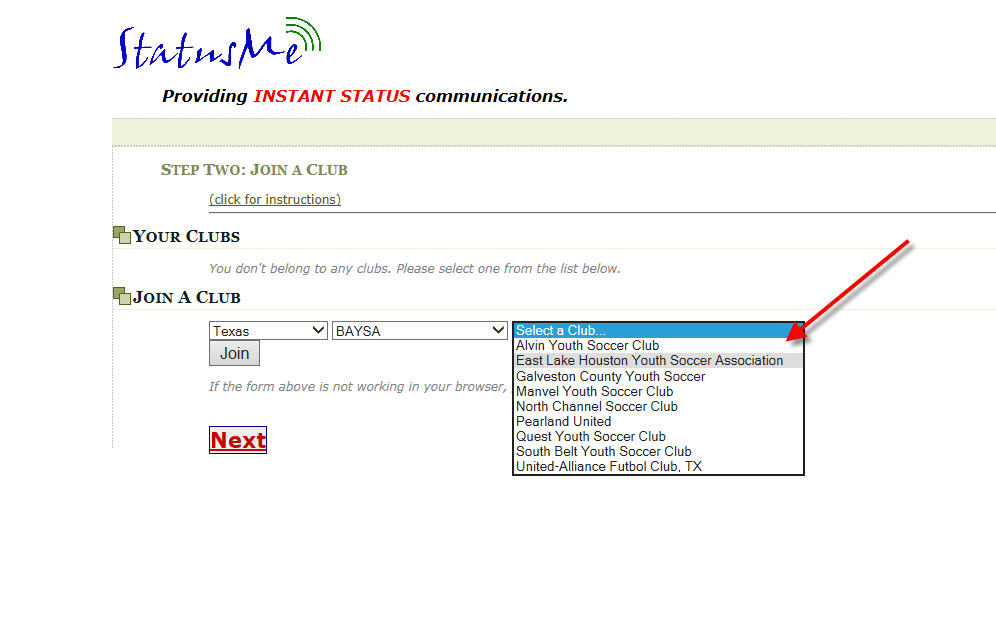 StatusMe
Providing INSTANT STATUS communications.
STEP TWO: JOIN A CLUB
(click for instructions)
YOUR CLUBS
You don't belong to any clubs. Please select one from the list below.
JOIN A CLUB
Texas BAYSA Select a Club...
Alvin Youth Soccer Club
East Lake Houston Youth Soccer Association
Galveston County Youth Soccer
Manvel Youth Soccer Club
North Channel Soccer Club
Pearland United
Quest Youth Soccer Club
South Belt Youth Soccer Club
United-Alliance Futbol Club, TX
Join
If the form above is not working in your browser,
Next